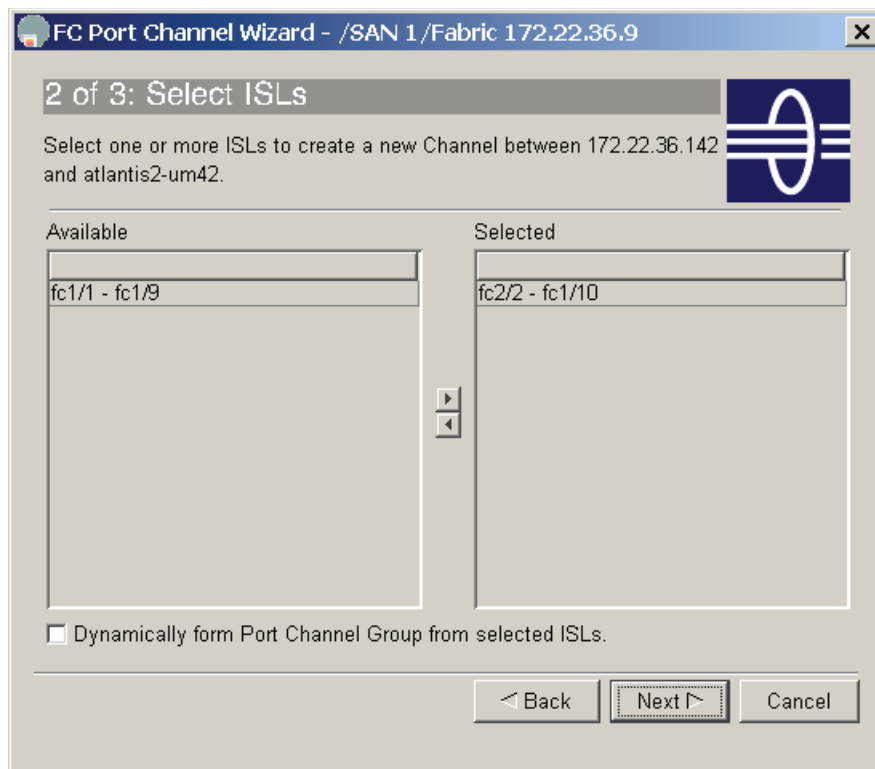 FC Port Channel Wizard - /SAN 1/Fabric 172.22.36.9
2 of 3: Select ISLs
Select one or more ISLs to create a new Channel between 172.22.36.142
and atlantis2-um42.
Available
Selected
fc1/1 - fc1/9
fc2/2 - fc1/10
Dynamically form Port Channel Group from selected ISLs.
Back
Next
Cancel